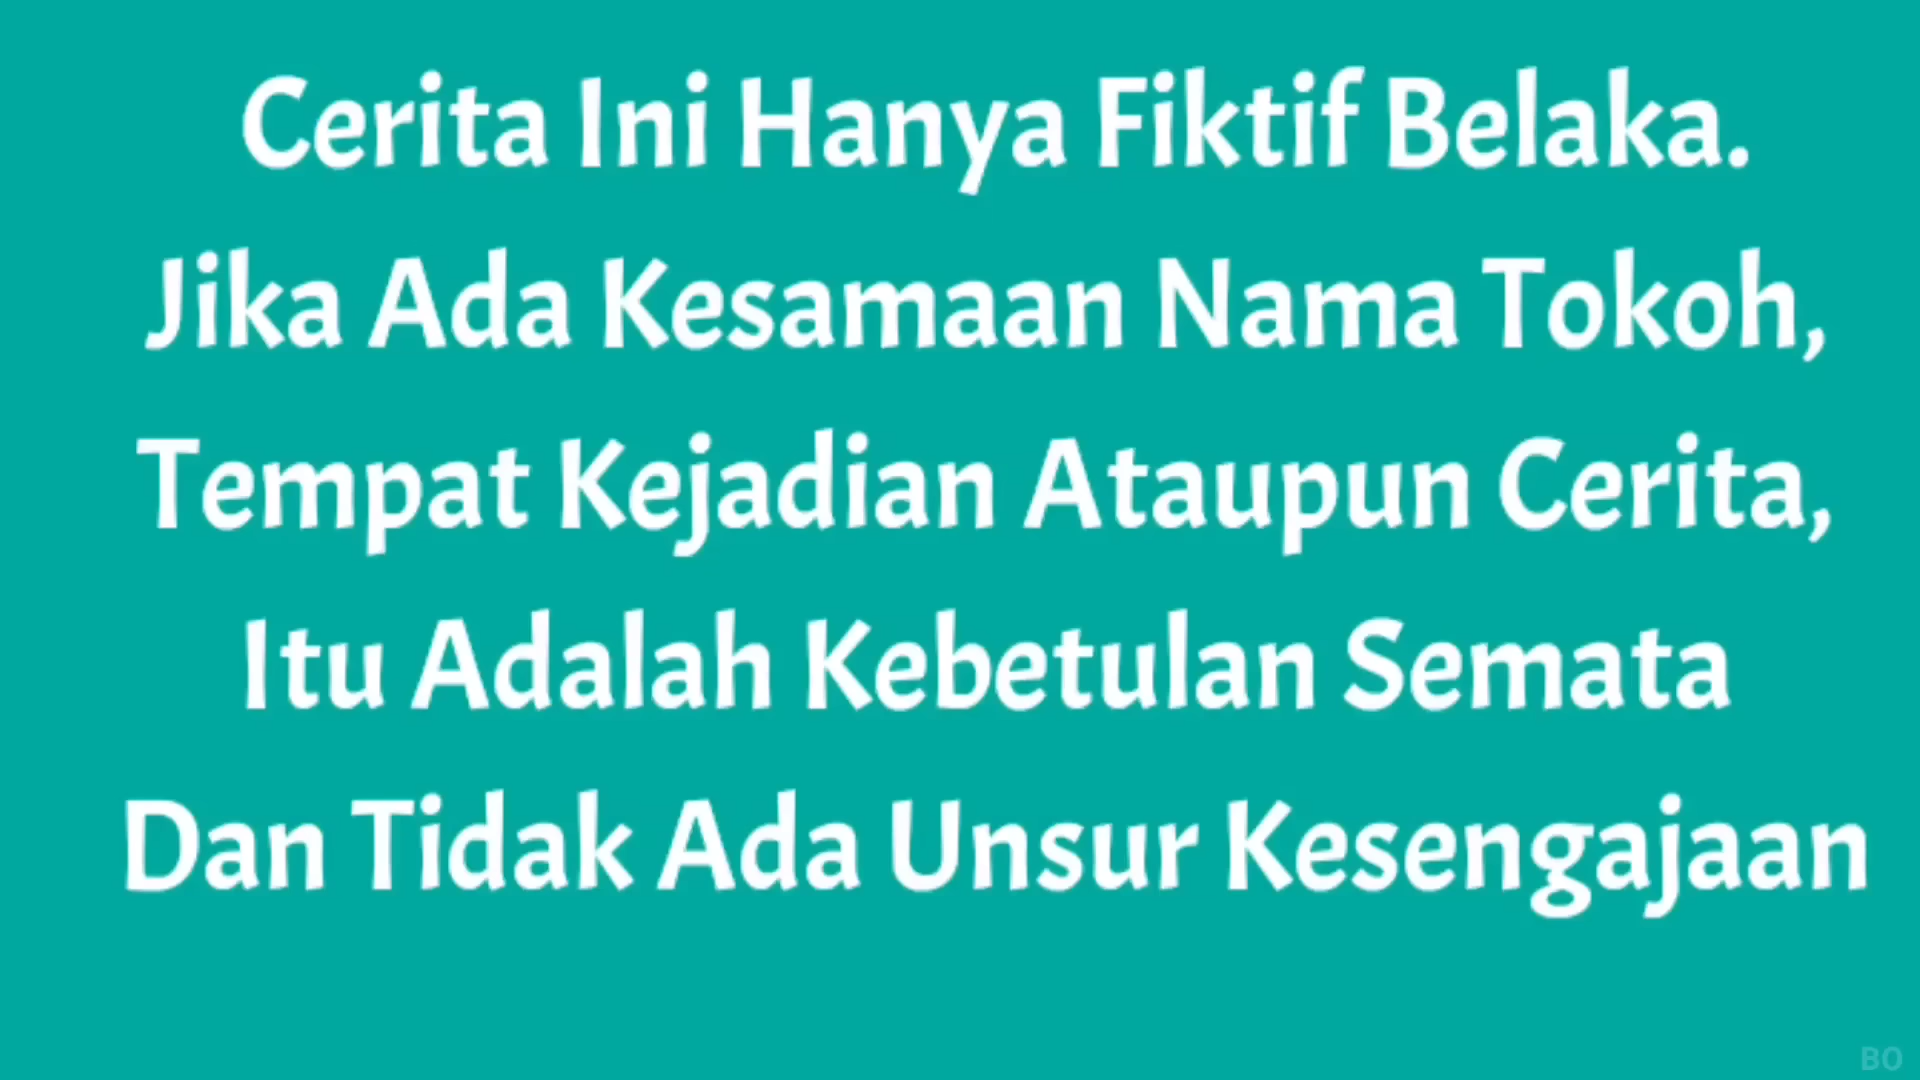 Cerita Ini Hanya Fiktif Belaka.
Jika Ada Kesamaan Nama Tokoh,
Tempat Kejadian Ataupun Cerita,
Itu Adalah Kebetulan Semata
Dan Tidak Ada Unsur Kesengajaan
BO